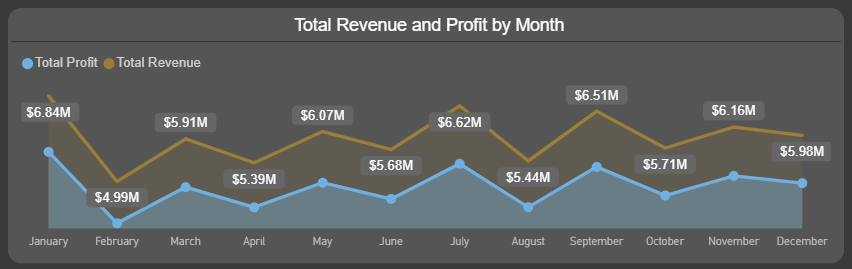 Total Revenue and Profit by Month
Total Profit Total Revenue
$6.84M
$4.99M
$5.91M
$5.39M
$6.07M
$5.68M
$6.62M
$5.44M
$6.51M
$5.71M
$6.16M
$5.98M
January February March April May June July August September October November December